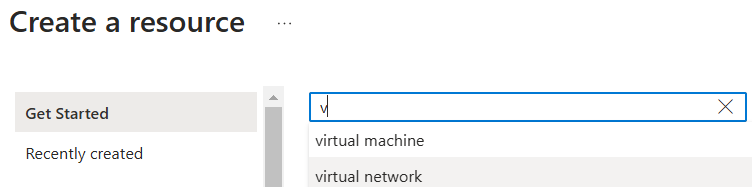 Create a resource ...
Get Started
v
Recently created
virtual machine
virtual network